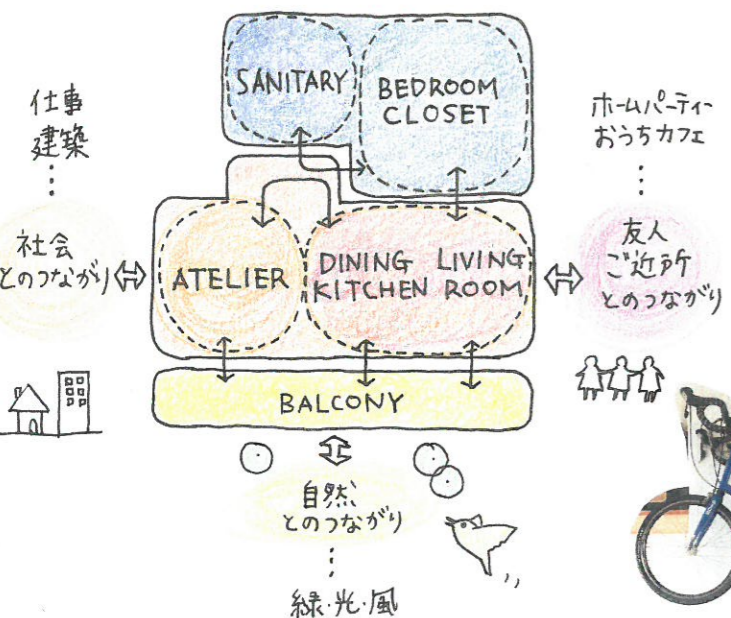 SANITARY
BEDROOM
CLOSET
仕事
建築
ホームパーティー
おうちカフェ
社会
とのつながり
ATELIER
DINING LIVING
KITCHEN ROOM
友人
ご近所
とのつながり
BALCONY
自然
とのつながり
緑・光・風